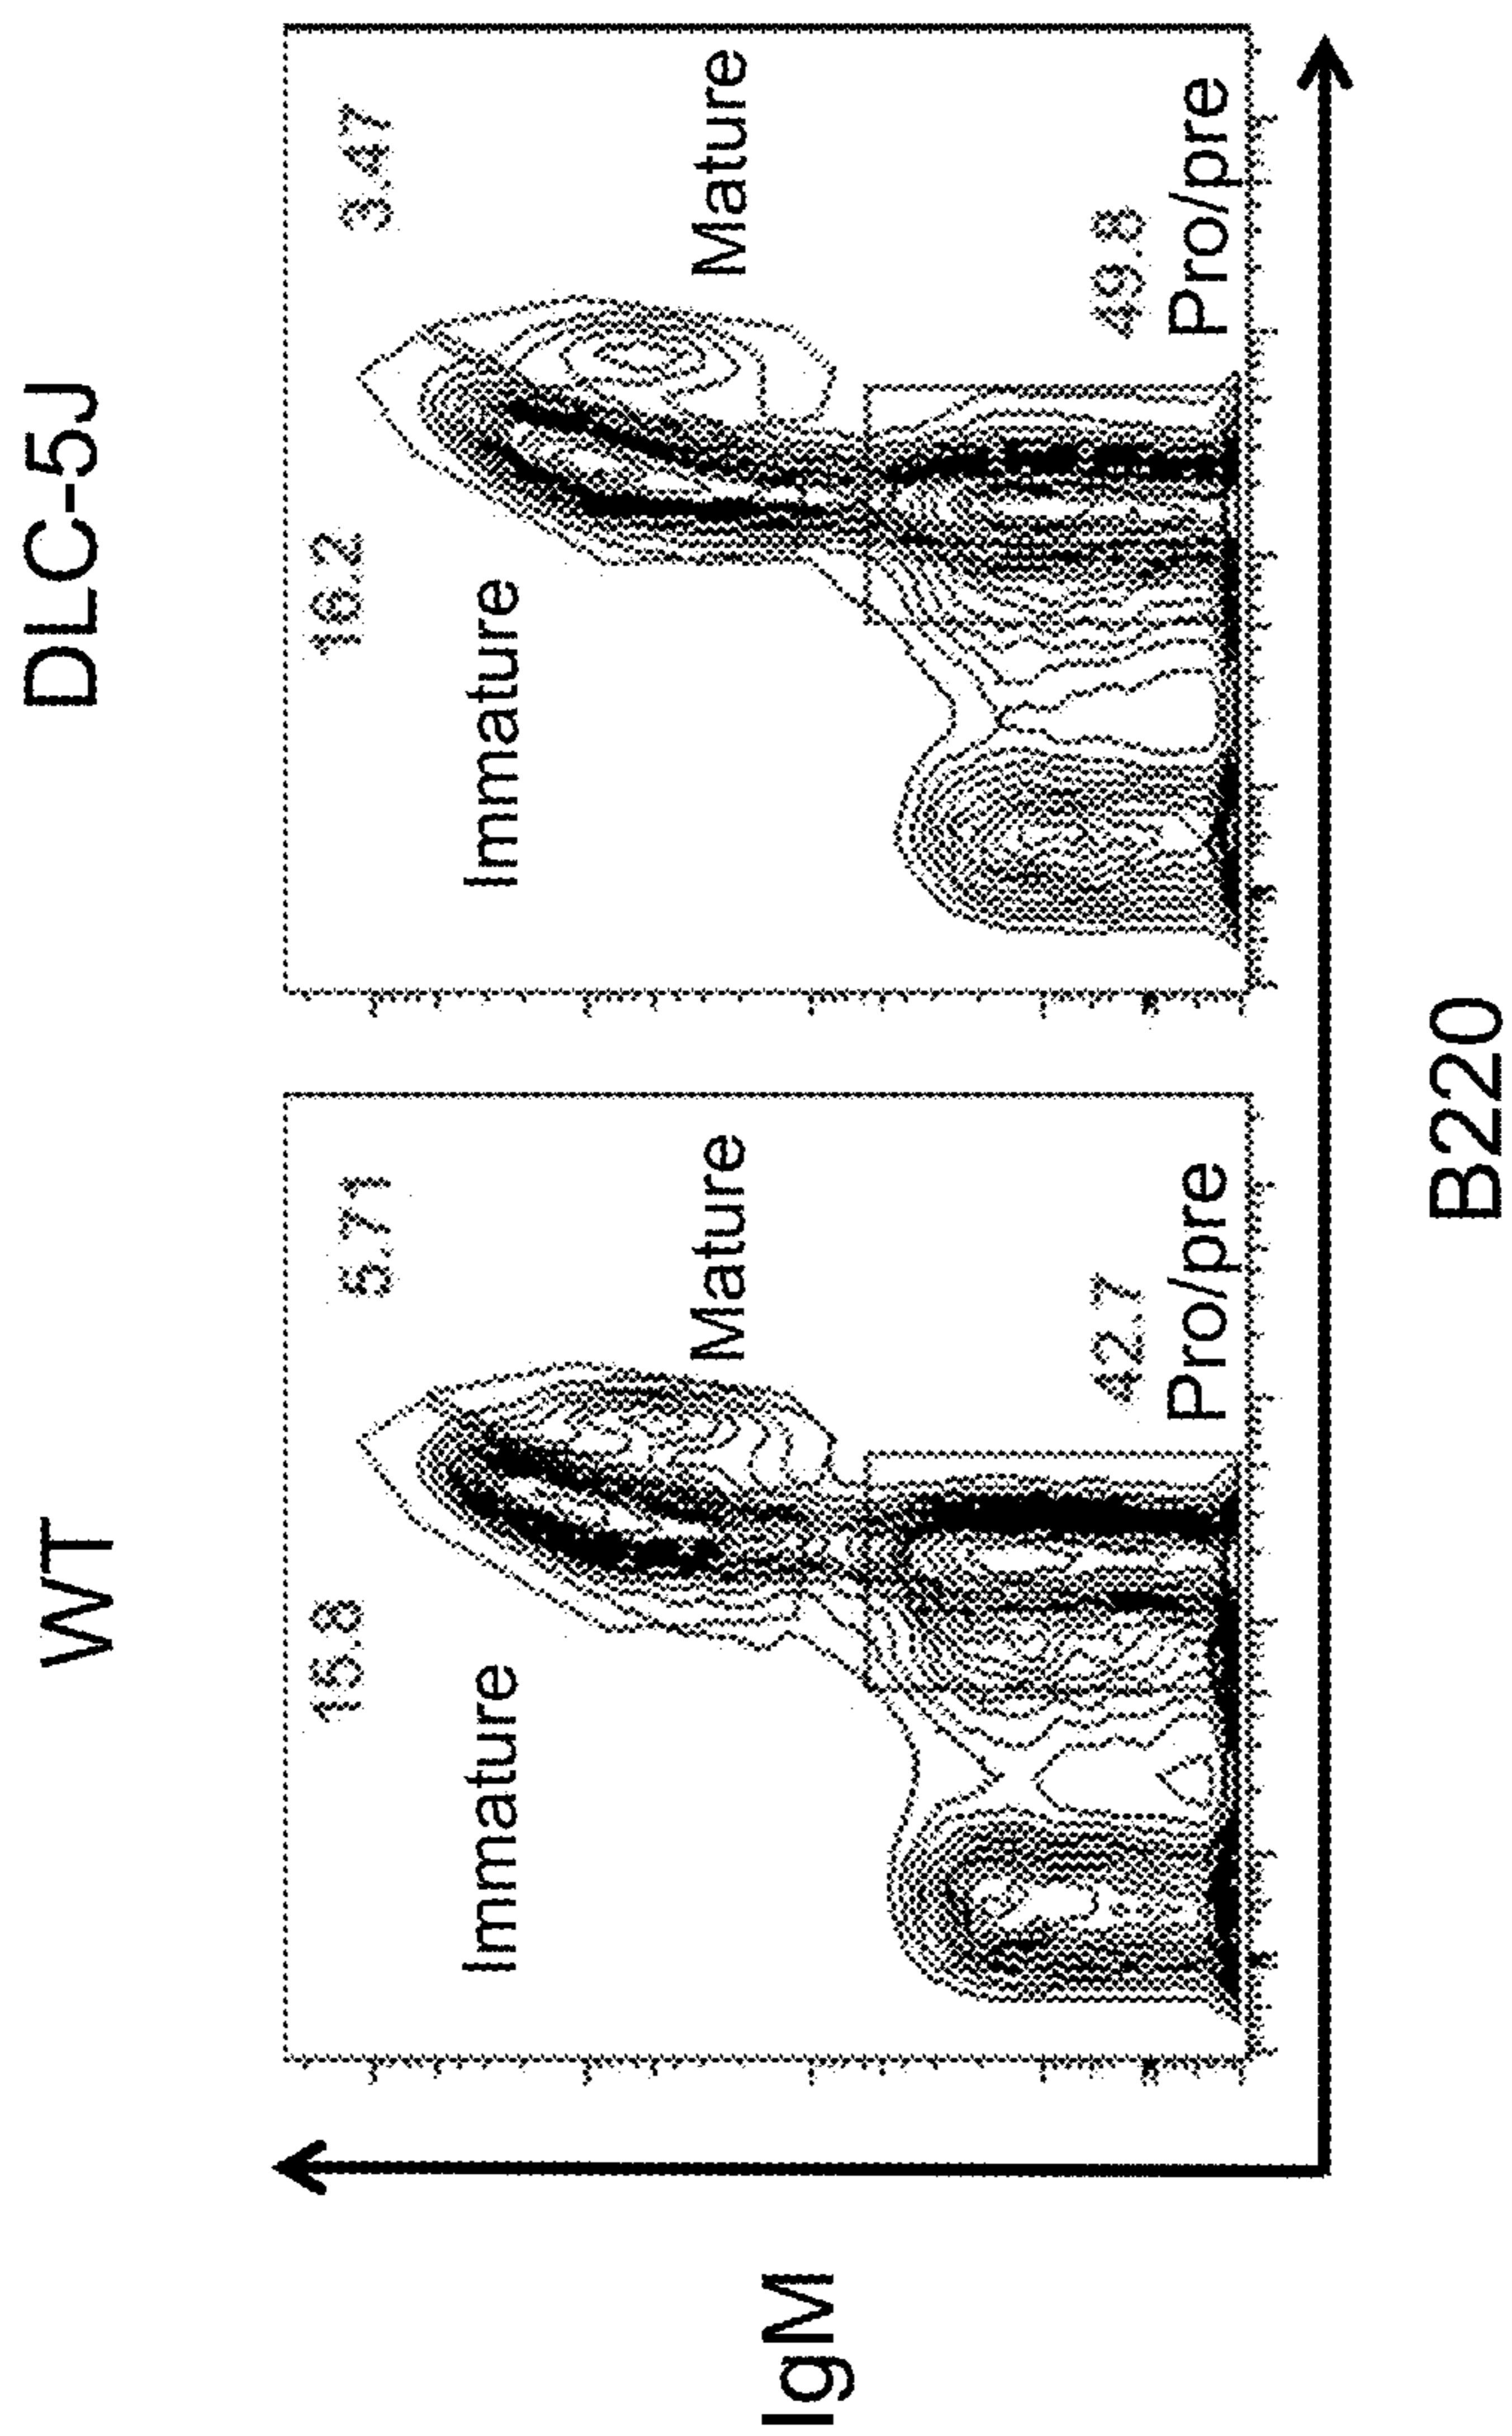 WT
DLC-5J
15.8
5.71
Immature
Mature
42.7
Pro/pre
16.2
3.47
Immature
Mature
49.8
Pro/pre
IgM
B220